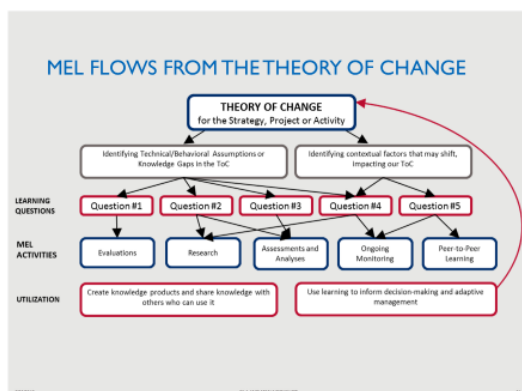 MEL FLOWS FROM THE THEORY OF CHANGE
THEORY OF CHANGE
for the Strategy, Project or Activity
Identifying Technical/Behavioral Assumptions or
Knowledge Gaps in the ToC
Identifying contextual factors that may shift,
impacting our ToC
LEARNING
QUESTIONS
Question #1
Question #2
Question #3
Question #4
Question #5
MEL
ACTIVITIES
Evaluations
Research
Assessments and
Analyses
Ongoing
Monitoring
Peer-to-Peer
Learning
UTILIZATION
Create knowledge products and share knowledge with
others who can use it
Use learning to inform decision-making and adaptive
management